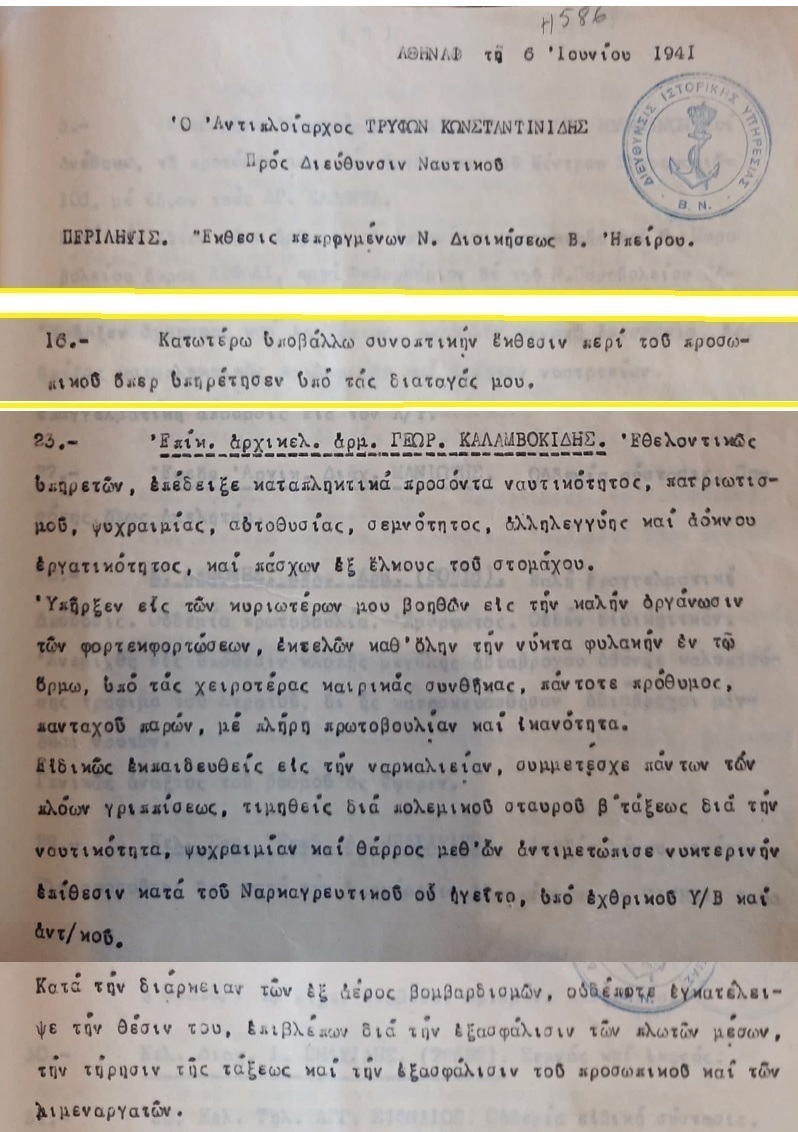 Η586
ΑΘΗΝΑΙ τῇ 6 Ἰουνίου 1941
Ὁ Ἀντιπλοίαρχος ΤΡΥΦΩΝ ΚΩΝΣΤΑΝΤΙΝΙΔΗΣ
Πρός Διεύθυνσιν Ναυτικοῦ
ΔΙΕΥΘΥΝΣΙΣ ΙΣΤΟΡΙΚΗΣ ΥΠΗΡΕΣΙΑΣ
Β. Ν.
ΠΕΡΙΛΗΨΙΣ. Ἔκθεσις πεπραγμένων Ν. Διοικήσεως Β. Ἠπείρου.
16.- Κατωτέρω ὑποβάλλω συνοπτικήν ἔκθεσιν περί τοῦ προσω-
πικοῦ ὅπερ ὑπηρέτησεν ὑπό τάς διαταγάς μου.
23.- Ἐπίκ. ἀρχικελ. ἀρμ. ΓΕΩΡ. ΚΑΛΑΜΒΟΚΙΔΗΣ. Ἐθελοντικῶς
ὑπηρετῶν, ἐπέδειξε καταπληκτικά προσόντα ναυτικότητος, πατριωτισ-
μοῦ, ψυχραιμίας, αὐτοθυσίας, σεμνότητος, ἀλληλεγγύης καί ἀόκνου
ἐργατικότητος, καί πάσχων ἐξ ἕλκους τοῦ στομάχου.
Ὑπῆρξεν εἷς τῶν κυριωτέρων μου βοηθῶν εἰς τήν καλήν ὀργάνωσιν
τῶν φορτεκφορτώσεων, ἐκτελῶν καθ'ὅλην τήν νύκτα φυλακήν ἐν τῷ
ὅρμῳ, ὑπό τάς χειροτέρας καιρικάς συνθήκας, πάντοτε πρόθυμος,
πανταχοῦ παρών, μέ πλήρη πρωτοβουλίαν καί ἱκανότητα.
Εἰδικῶς ἐκπαιδευθείς εἰς τήν ναρκαλιείαν, συμμετέσχε πάντων τῶν
πλόων γριππίσεως, τιμηθείς διά πολεμικοῦ σταυροῦ β΄τάξεως διά τήν
ναυτικότητα, ψυχραιμίαν καί θάρρος μεθ'ὧν ἀντιμετώπισε νυκτερινήν
ἐπίθεσιν κατά τοῦ Ναρκαγρευτικοῦ οὗ ἡγεῖτο, ὑπό ἐχθρικοῦ Υ/Β καί
ἀντ/κοῦ.
Κατά τήν διάρκειαν τῶν ἐξ ἀέρος βομβαρδισμῶν, οὐδέποτε ἐγκατέλει-
ψε τήν θέσιν του, ἐπιβλέπων διά τήν ἐξασφάλισιν τῶν πλωτῶν μέσων,
τήν τήρησιν τῆς τάξεως καί τήν ἐξασφάλισιν τοῦ προσωπικοῦ καί τῶν
λιμενεργατῶν.